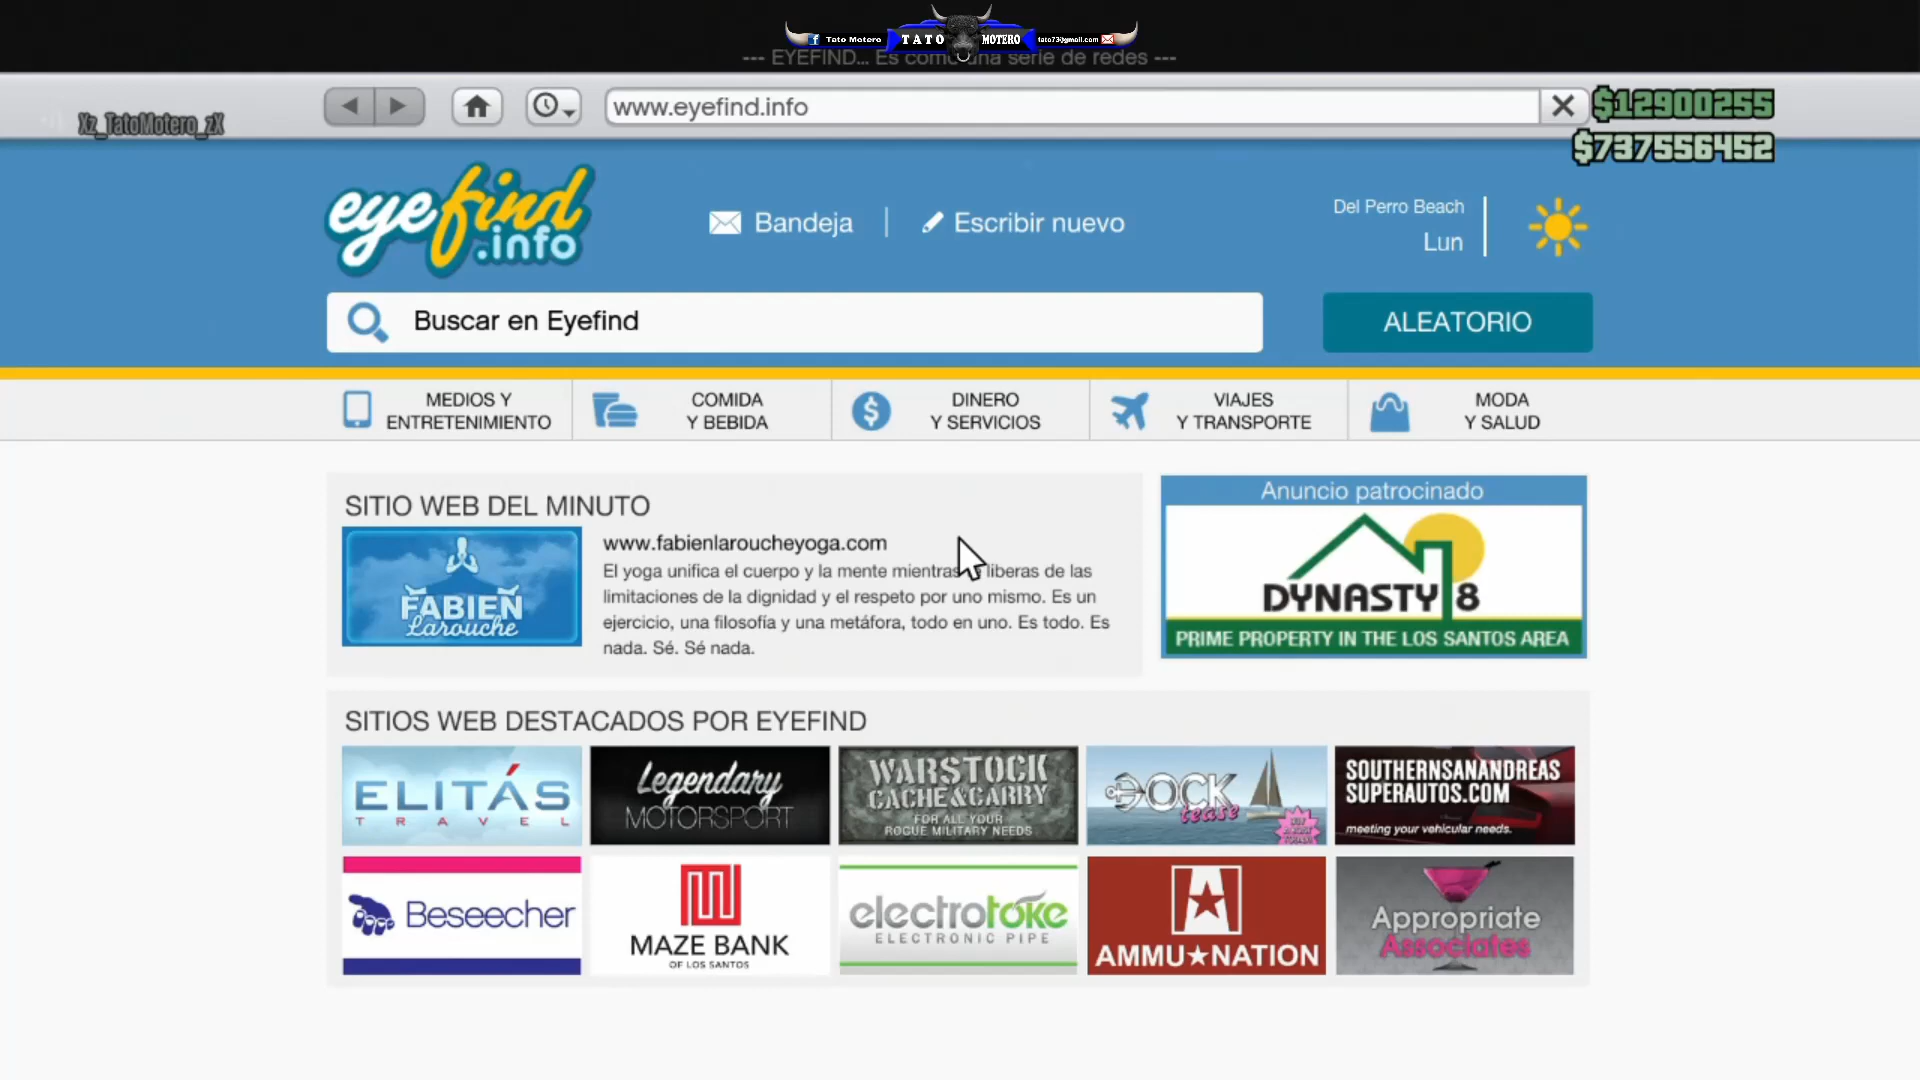 Tato Motero
TATO
MOTERO
tato73@gmail.com
--- EYEFIND... Es como una serie de redes ---
Xz_TatoMotero_zX
www.eyefind.info
$12900255
$737556452
eyefind
.info
Bandeja
Escribir nuevo
Del Perro Beach
Lun
Buscar en Eyefind
ALEATORIO
MEDIOS Y
ENTRETENIMIENTO
COMIDA
Y BEBIDA
DINERO
Y SERVICIOS
VIAJES
Y TRANSPORTE
MODA
Y SALUD
SITIO WEB DEL MINUTO
FABIEN
Larouche
www.fabienlaroucheyoga.com
El yoga unifica el cuerpo y la mente mientras liberas de las
limitaciones de la dignidad y el respeto por uno mismo. Es un
ejercicio, una filosofía y una metáfora, todo en uno. Es todo. Es
nada. Sé. Sé nada.
Anuncio patrocinado
DYNASTY 8
PRIME PROPERTY IN THE LOS SANTOS AREA
SITIOS WEB DESTACADOS POR EYEFIND
ELITÁS
TRAVEL
Legendary
MOTORSPORT
WARSTOCK
CACHE&CARRY
FOR ALL YOUR
ROGUE MILITARY NEEDS
DOCK
tease
SOUTHERNSANANDREAS
SUPERAUTOS.COM
meeting your vehicular needs.
Beseecher
MAZE BANK
OF LOS SANTOS
electrotoke
ELECTRONIC PIPE
AMMU★NATION
Appropriate
Associates